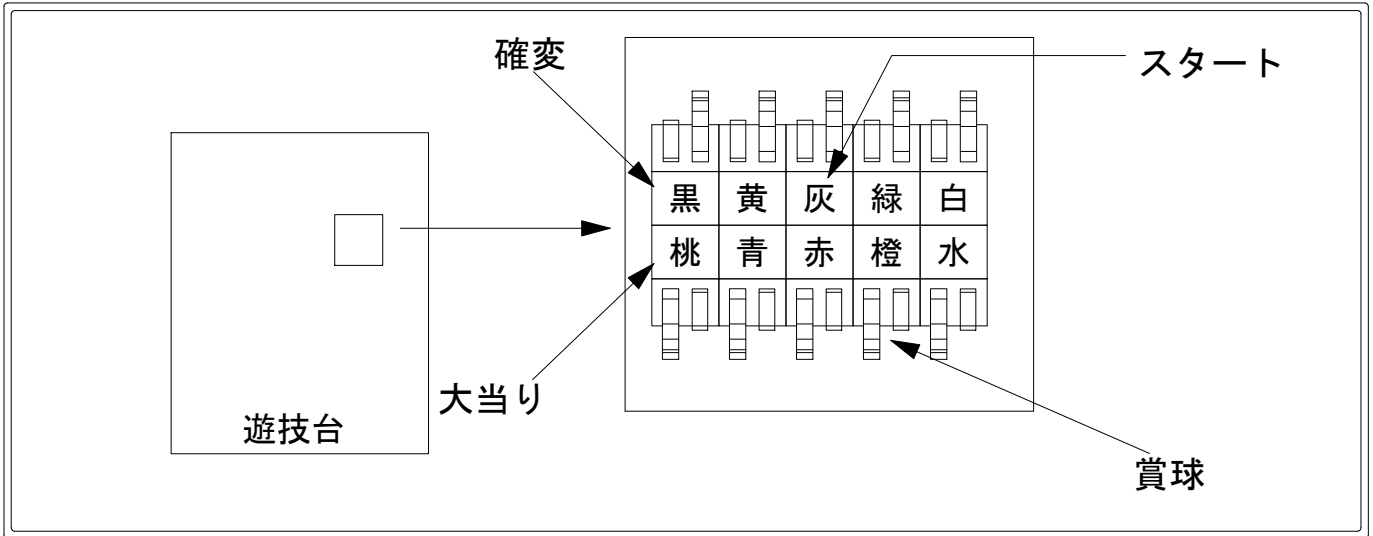 確変
スタート
黒 黄 灰 緑 白
桃 青 赤 橙 水
大当り
遊技台
賞球